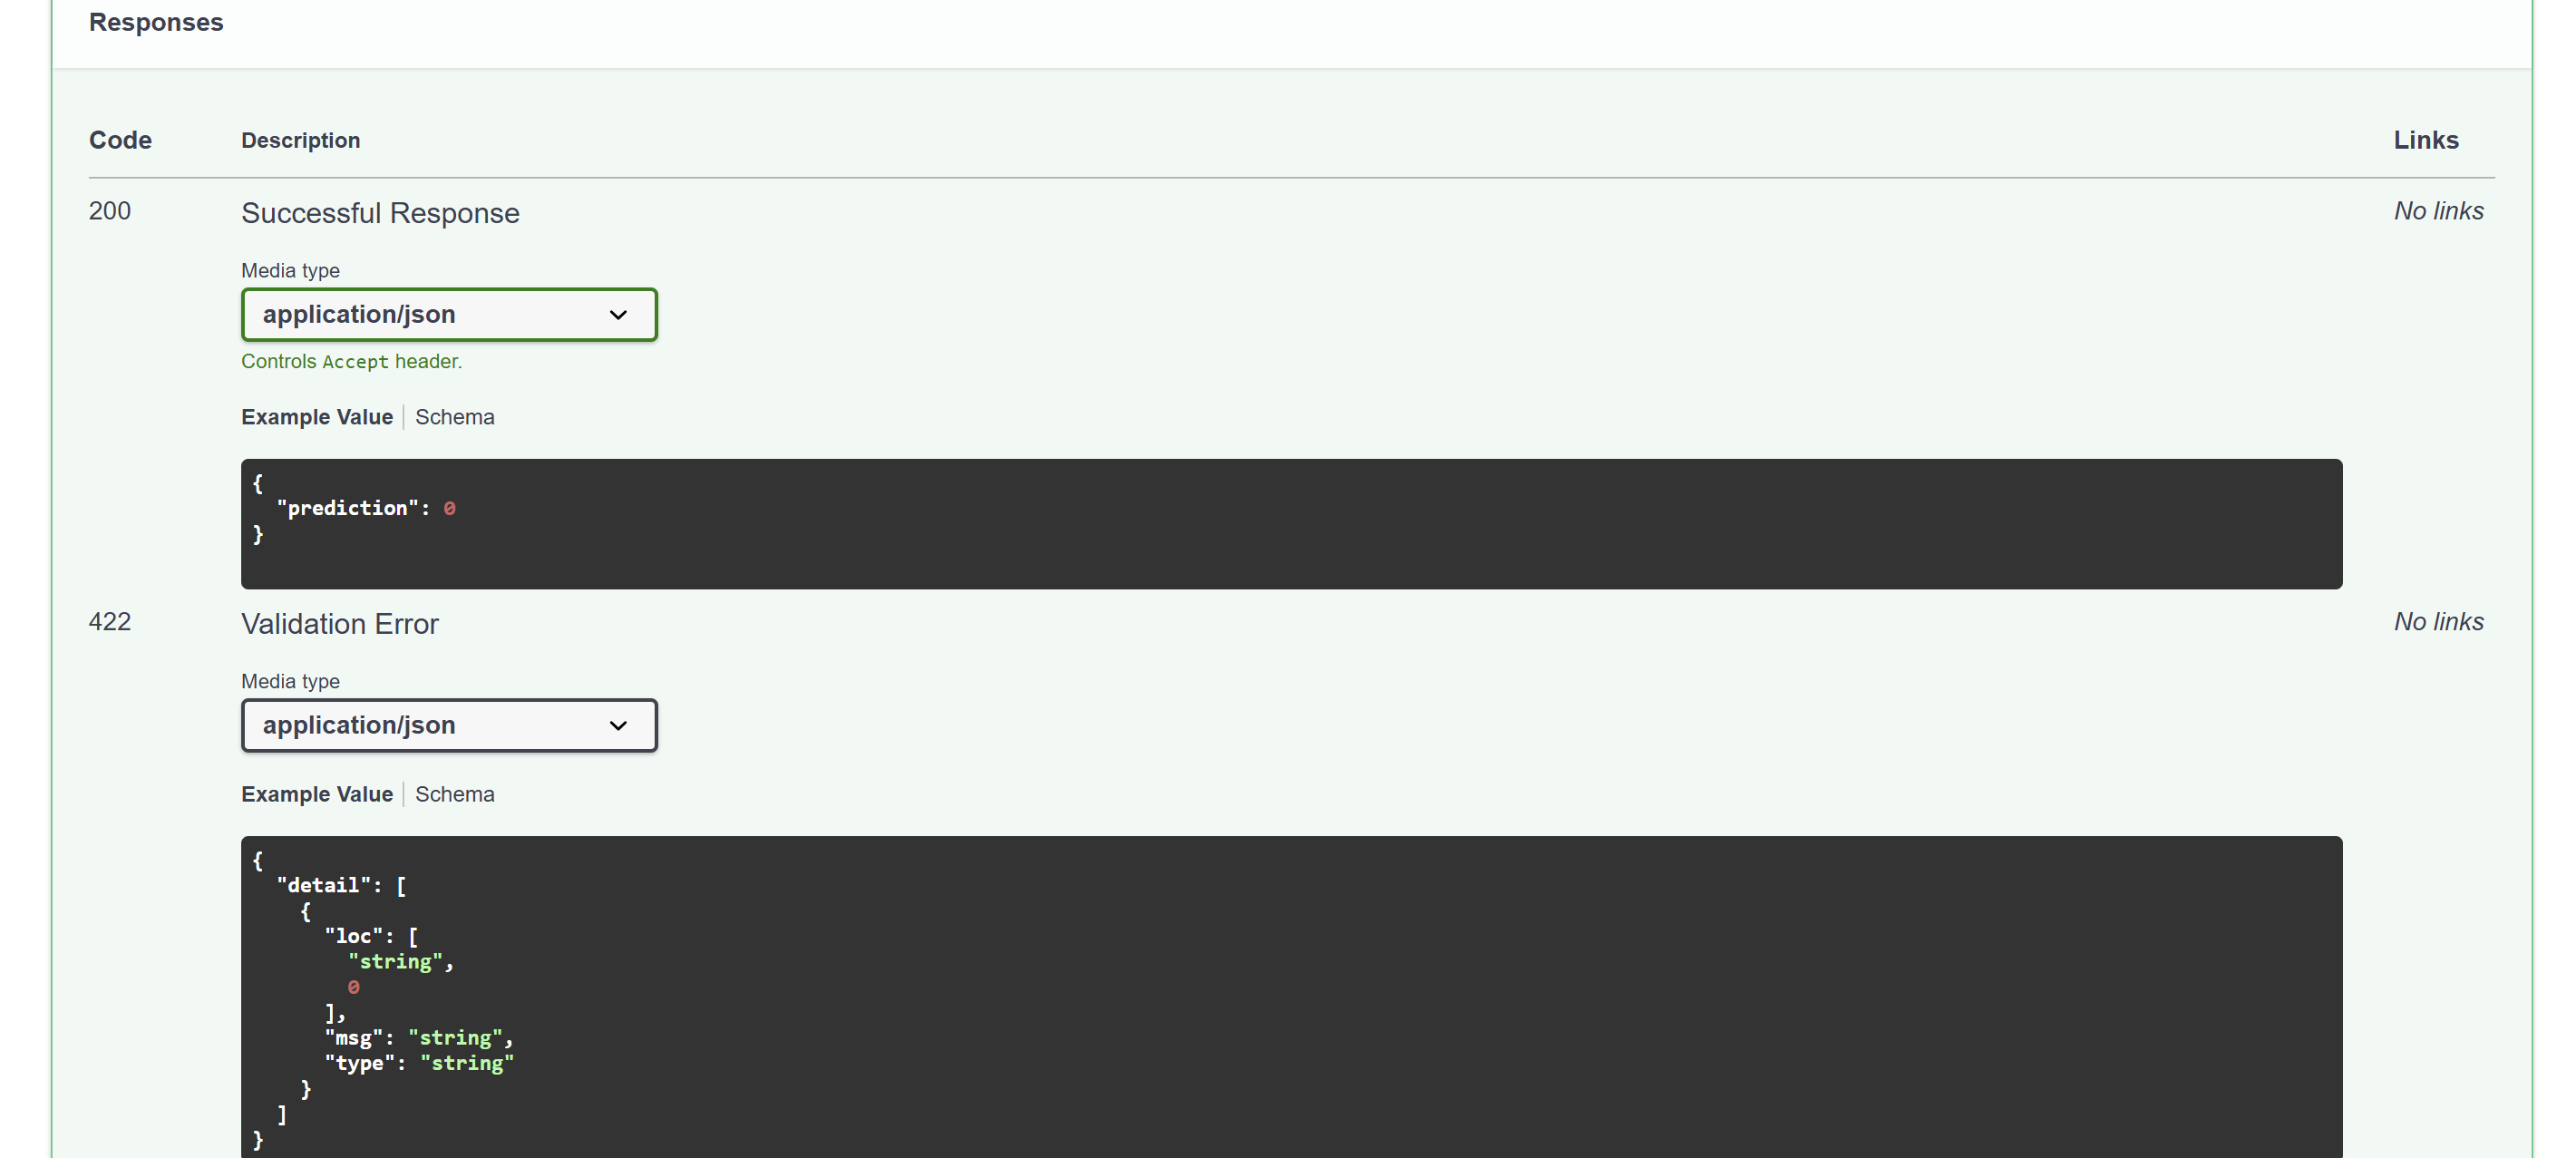 Responses
Code Description Links
200 Successful Response No links
Media type
application/json
Controls Accept header.
Example Value Schema
{
  "prediction": 0
}
422 Validation Error No links
Media type
application/json
Example Value Schema
{
  "detail": [
    {
      "loc": [
        "string",
        0
      ],
      "msg": "string",
      "type": "string"
    }
  ]
}